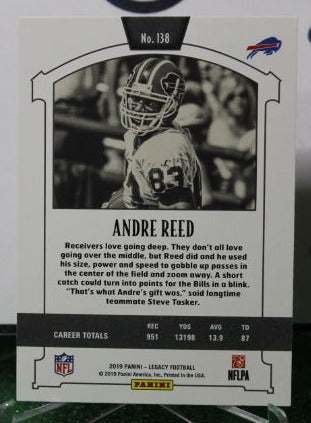 No. 138
83
ANDRE REED
Receivers love going deep. They don't all love
going over the middle, but Reed did and he used
his size, power and speed to gobble up passes in
the center of the field and zoom away. A short
catch could turn into points for the Bills in a blink.
"That's what Andre's gift was," said longtime
teammate Steve Tasker.
REC YDS AVG TD
CAREER TOTALS 951 13198 13.9 87
NFL
2019 PANINI - LEGACY FOOTBALL
© 2019 Panini America, Inc. Printed in the USA.
PANINI
NFLPA